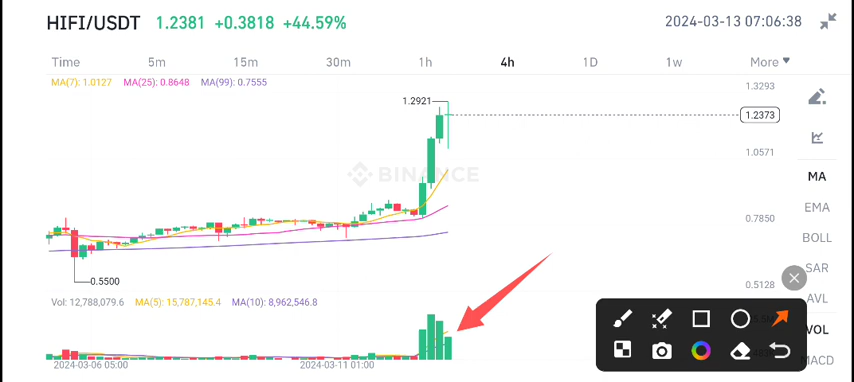 HIFI/USDT 1.2381 +0.3818 +44.59% 2024-03-13 07:06:38
Time 5m 15m 30m 1h 4h 1D 1w More
MA(7): 1.0127 MA(25): 0.8648 MA(99): 0.7555
1.3293
1.2921
1.2373
1.0571
BINANCE
MA
EMA
0.7850
BOLL
SAR
0.5500
0.5128
AVL
Vol: 12,788,079.6 MA(5): 15,787,145.4 MA(10): 8,962,546.8
VOL
MACD
2024-03-06 05:00 2024-03-11 01:00